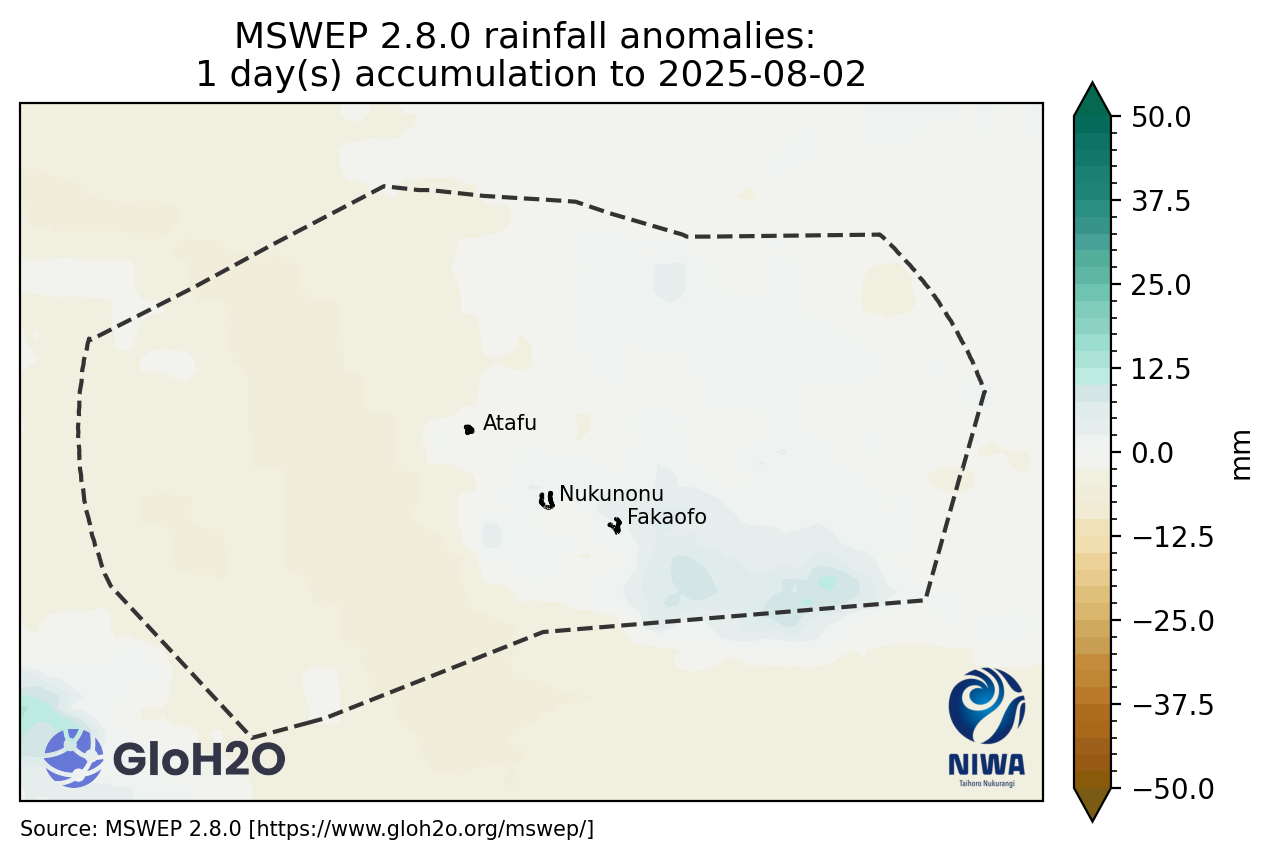 MSWEP 2.8.0 rainfall anomalies:
1 day(s) accumulation to 2025-08-02
50.0
37.5
25.0
12.5
0.0
−12.5
−25.0
−37.5
−50.0
mm
Atafu
Nukunonu
Fakaofo
GloH2O
NIWA
Taihoro Nukurangi
Source: MSWEP 2.8.0 [https://www.gloh2o.org/mswep/]